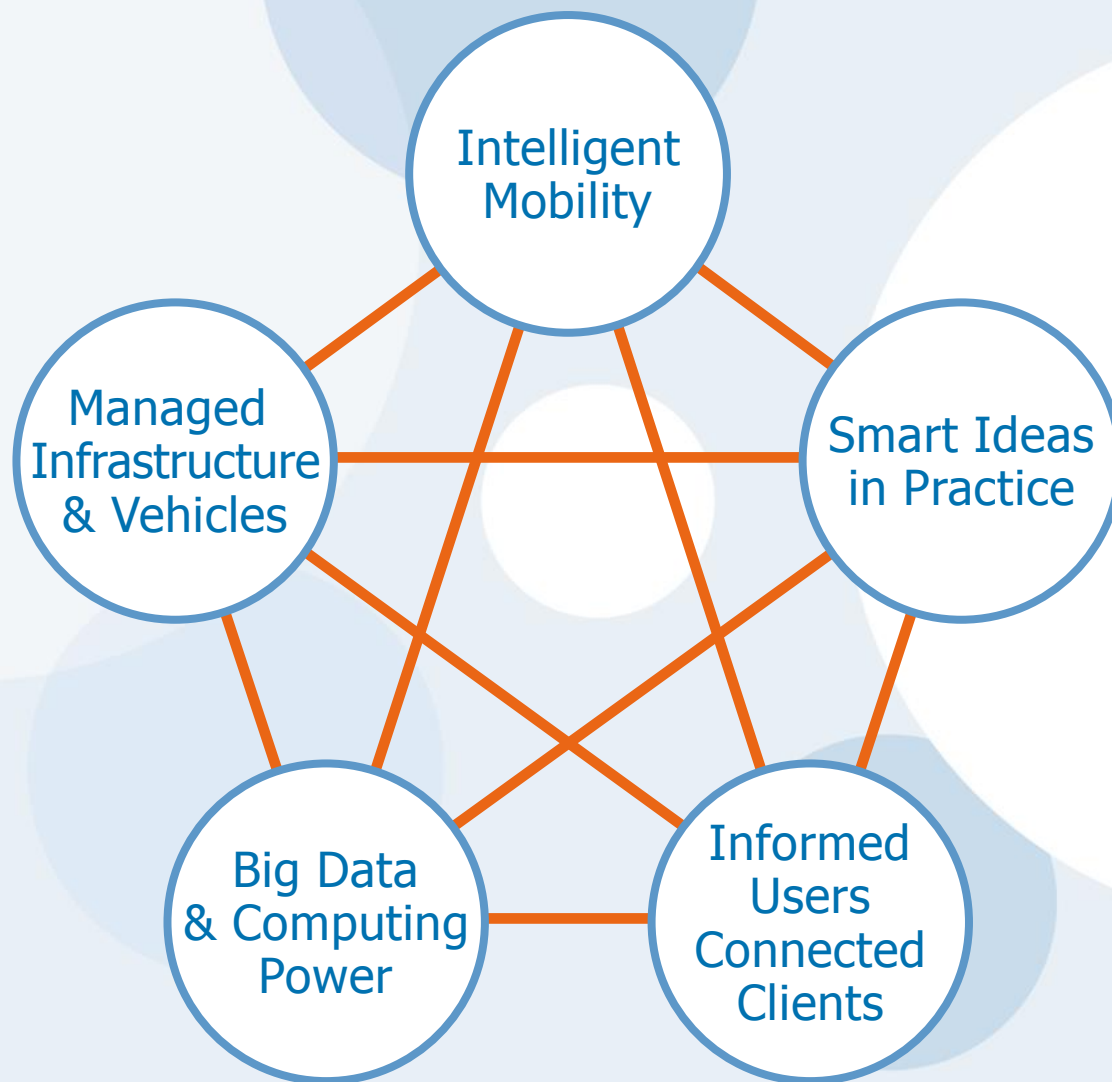 Intelligent
Mobility
Managed
Infrastructure
& Vehicles
Smart Ideas
in Practice
Big Data
& Computing
Power
Informed
Users
Connected
Clients